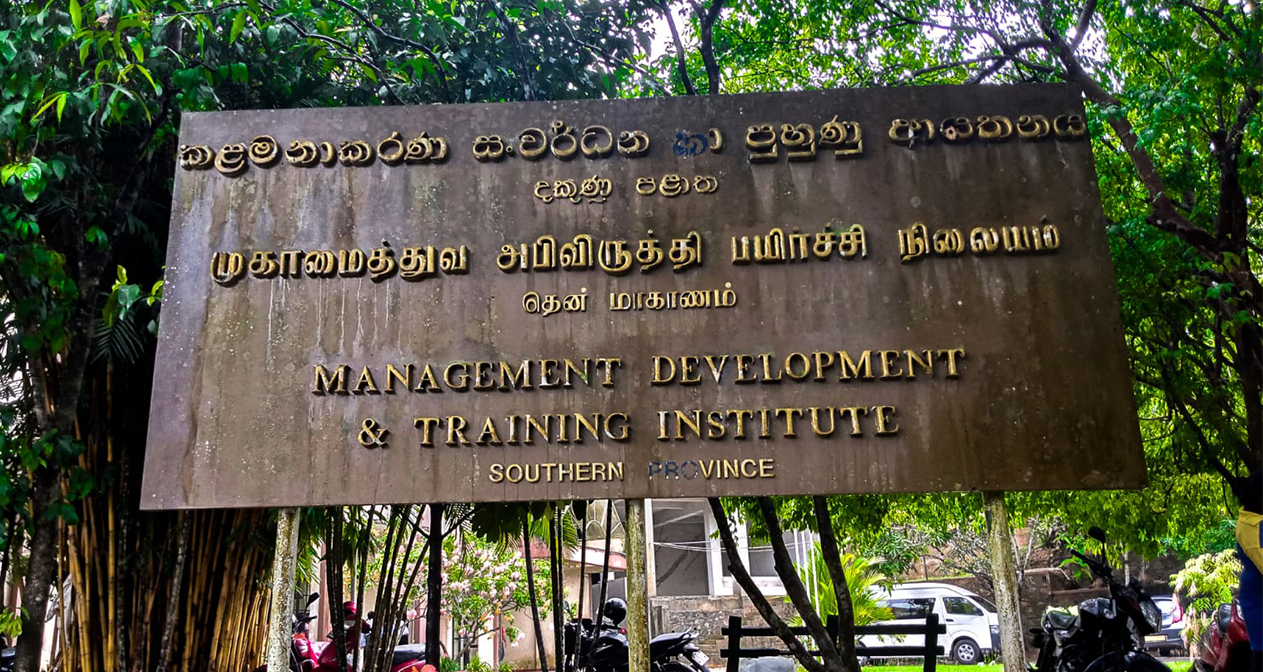 කළමනාකරණ සංවර්ධන හා පුහුණු ආයතනය
දකුණු පළාත
முகாமைத்துவ அபிவிருத்தி பயிர்ச்சி நிலையம்
தென் மாகாணம்
MANAGEMENT DEVELOPMENT
& TRAINING INSTITUTE
SOUTHERN PROVINCE